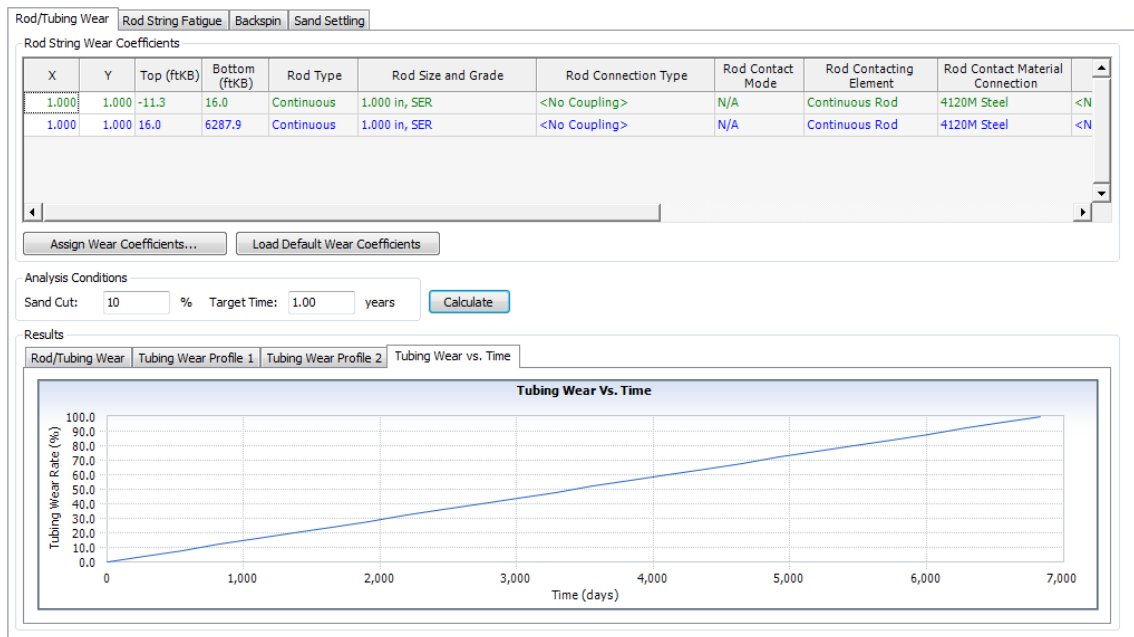 Rod/Tubing Wear Rod String Fatigue Backspin Sand Settling
Rod String Wear Coefficients
X Y Top (ftKB) Bottom (ftKB) Rod Type Rod Size and Grade Rod Connection Type Rod Contact Mode Rod Contacting Element Rod Contact Material Connection
1.000 1.000 -11.3 16.0 Continuous 1.000 in, SER <No Coupling> N/A Continuous Rod 4120M Steel <N
1.000 1.000 16.0 6287.9 Continuous 1.000 in, SER <No Coupling> N/A Continuous Rod 4120M Steel <N
Assign Wear Coefficients... Load Default Wear Coefficients
Analysis Conditions
Sand Cut: 10 % Target Time: 1.00 years Calculate
Results
Rod/Tubing Wear Tubing Wear Profile 1 Tubing Wear Profile 2 Tubing Wear vs. Time
Tubing Wear Vs. Time
Tubing Wear Rate (%)
100.0
90.0
80.0
70.0
60.0
50.0
40.0
30.0
20.0
10.0
0.0
0 1,000 2,000 3,000 4,000 5,000 6,000 7,000
Time (days)